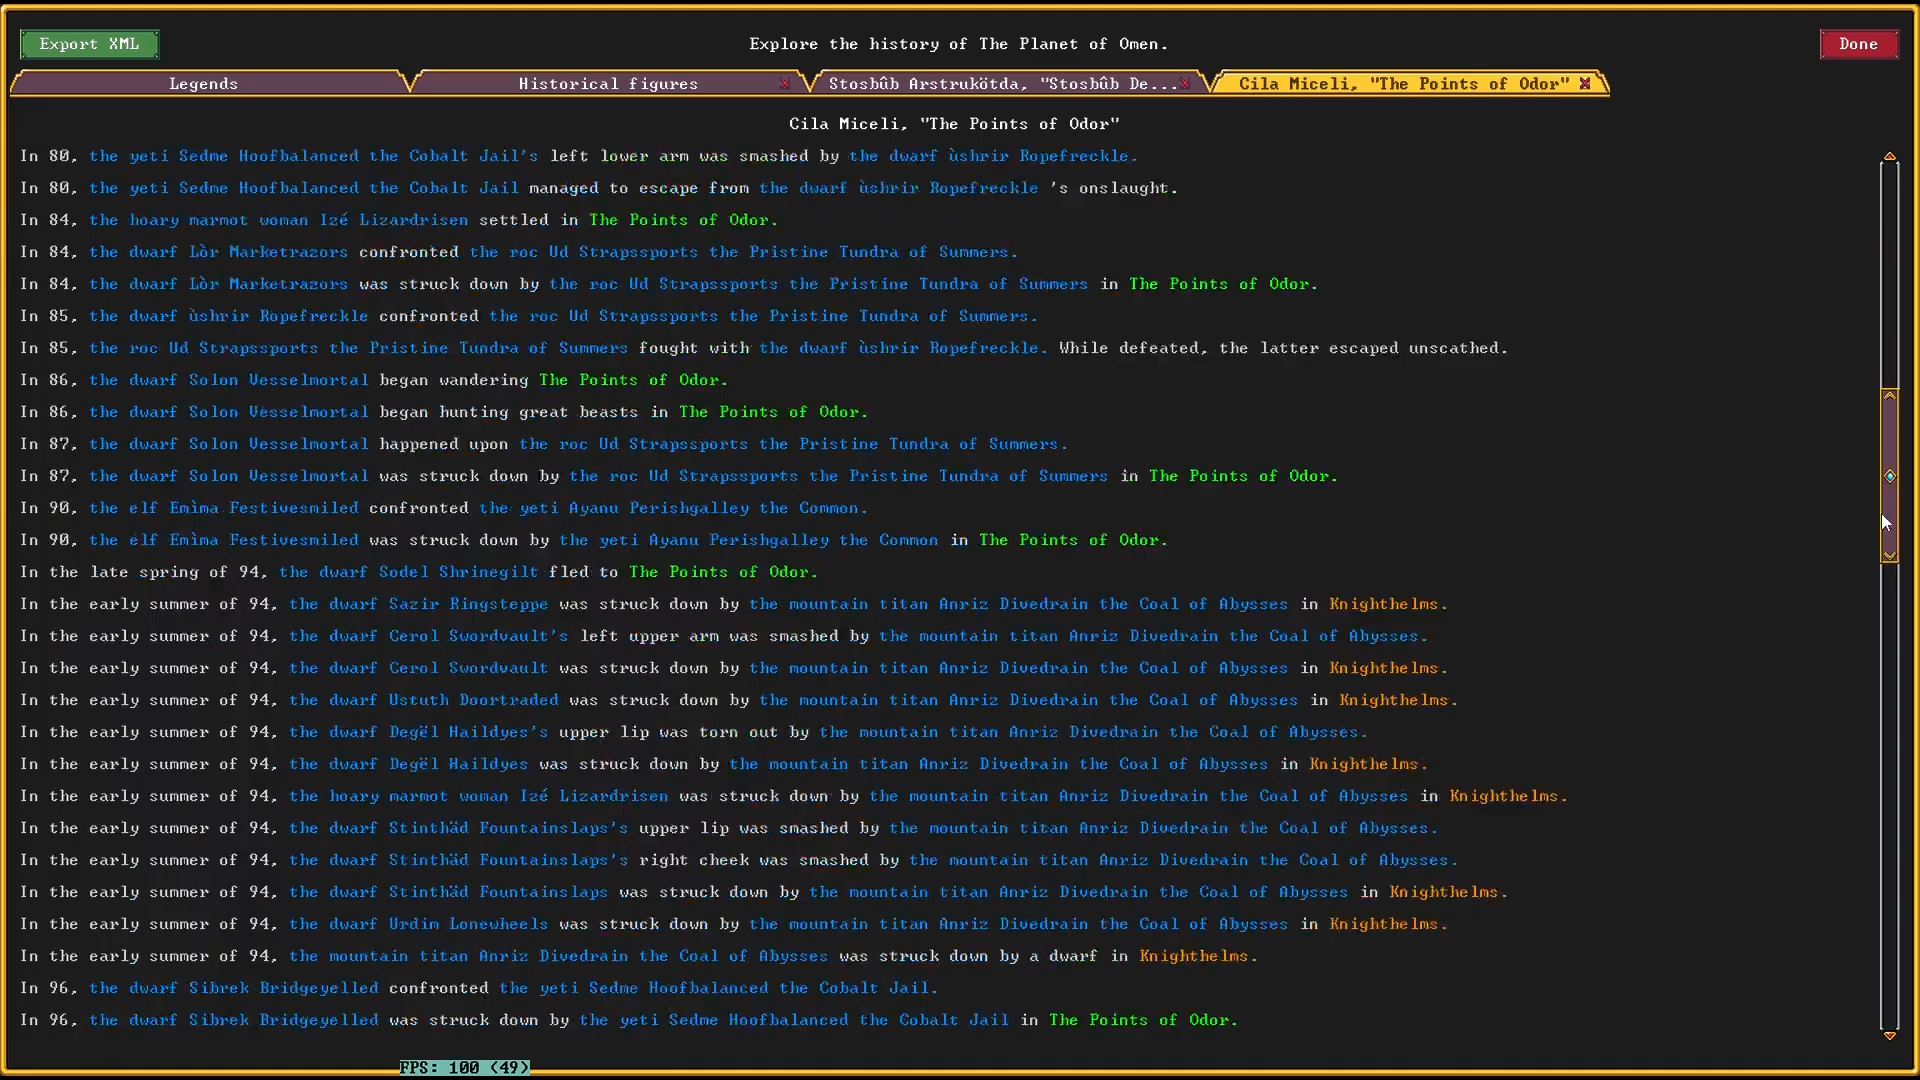 Export XML
Explore the history of The Planet of Omen.
Done
Legends
Historical figures
Stosbûb Arstrukötda, "Stosbûb De...
Cila Miceli, "The Points of Odor"
Cila Miceli, "The Points of Odor"
In 80, the yeti Sedme Hoofbalanced the Cobalt Jail's left lower arm was smashed by the dwarf ùshrir Ropefreckle.
In 80, the yeti Sedme Hoofbalanced the Cobalt Jail managed to escape from the dwarf ùshrir Ropefreckle 's onslaught.
In 84, the hoary marmot woman Izé Lizardrisen settled in The Points of Odor.
In 84, the dwarf Lòr Marketrazors confronted the roc Ud Strapssports the Pristine Tundra of Summers.
In 84, the dwarf Lòr Marketrazors was struck down by the roc Ud Strapssports the Pristine Tundra of Summers in The Points of Odor.
In 85, the dwarf ùshrir Ropefreckle confronted the roc Ud Strapssports the Pristine Tundra of Summers.
In 85, the roc Ud Strapssports the Pristine Tundra of Summers fought with the dwarf ùshrir Ropefreckle. While defeated, the latter escaped unscathed.
In 86, the dwarf Solon Vesselmortal began wandering The Points of Odor.
In 86, the dwarf Solon Vesselmortal began hunting great beasts in The Points of Odor.
In 87, the dwarf Solon Vesselmortal happened upon the roc Ud Strapssports the Pristine Tundra of Summers.
In 87, the dwarf Solon Vesselmortal was struck down by the roc Ud Strapssports the Pristine Tundra of Summers in The Points of Odor.
In 90, the elf Emìma Festivesmiled confronted the yeti Ayanu Perishgalley the Common.
In 90, the elf Emìma Festivesmiled was struck down by the yeti Ayanu Perishgalley the Common in The Points of Odor.
In the late spring of 94, the dwarf Sodel Shrinegilt fled to The Points of Odor.
In the early summer of 94, the dwarf Sazir Ringsteppe was struck down by the mountain titan Anriz Divedrain the Coal of Abysses in Knighthelms.
In the early summer of 94, the dwarf Cerol Swordvault's left upper arm was smashed by the mountain titan Anriz Divedrain the Coal of Abysses.
In the early summer of 94, the dwarf Cerol Swordvault was struck down by the mountain titan Anriz Divedrain the Coal of Abysses in Knighthelms.
In the early summer of 94, the dwarf Ustuth Doortraded was struck down by the mountain titan Anriz Divedrain the Coal of Abysses in Knighthelms.
In the early summer of 94, the dwarf Degël Haildyes's upper lip was torn out by the mountain titan Anriz Divedrain the Coal of Abysses.
In the early summer of 94, the dwarf Degël Haildyes was struck down by the mountain titan Anriz Divedrain the Coal of Abysses in Knighthelms.
In the early summer of 94, the hoary marmot woman Izé Lizardrisen was struck down by the mountain titan Anriz Divedrain the Coal of Abysses in Knighthelms.
In the early summer of 94, the dwarf Stinthäd Fountainslaps's upper lip was smashed by the mountain titan Anriz Divedrain the Coal of Abysses.
In the early summer of 94, the dwarf Stinthäd Fountainslaps's right cheek was smashed by the mountain titan Anriz Divedrain the Coal of Abysses.
In the early summer of 94, the dwarf Stinthäd Fountainslaps was struck down by the mountain titan Anriz Divedrain the Coal of Abysses in Knighthelms.
In the early summer of 94, the dwarf Urdim Lonewheels was struck down by the mountain titan Anriz Divedrain the Coal of Abysses in Knighthelms.
In the early summer of 94, the mountain titan Anriz Divedrain the Coal of Abysses was struck down by a dwarf in Knighthelms.
In 96, the dwarf Sibrek Bridgeyelled confronted the yeti Sedme Hoofbalanced the Cobalt Jail.
In 96, the dwarf Sibrek Bridgeyelled was struck down by the yeti Sedme Hoofbalanced the Cobalt Jail in The Points of Odor.
FPS: 100 (49)